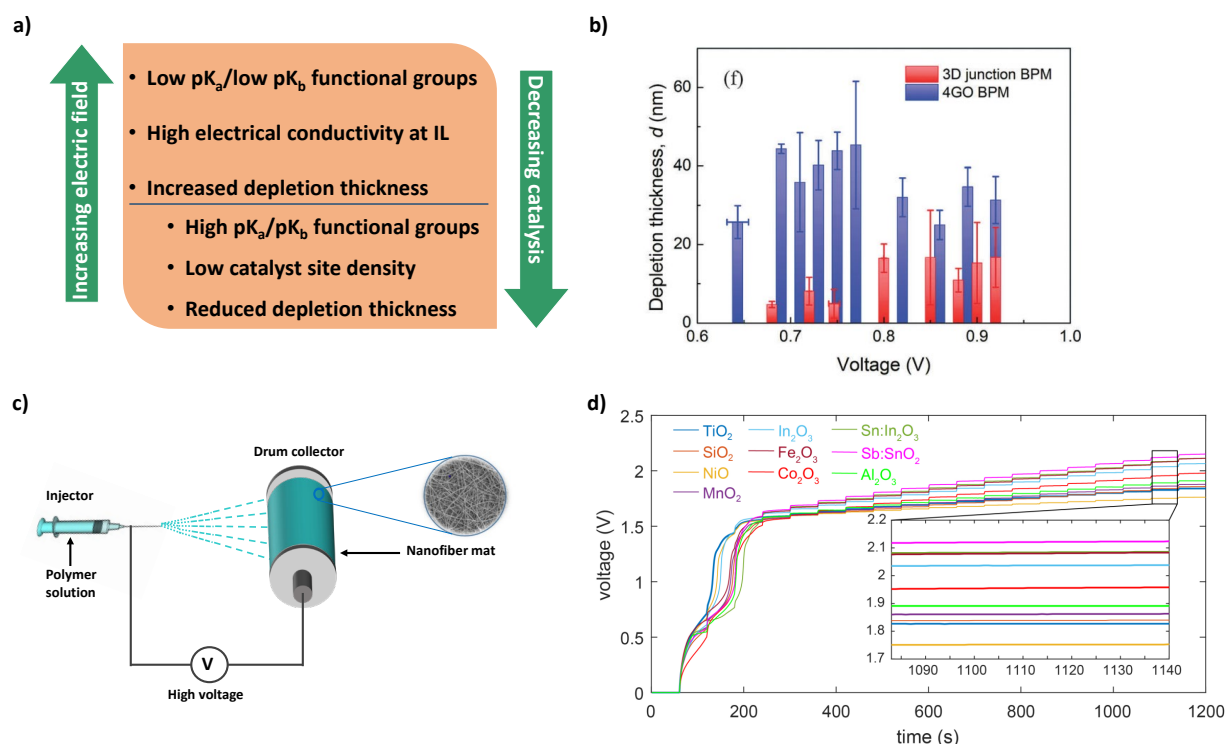 a)
Increasing electric field
• Low pKa/low pKb functional groups
• High electrical conductivity at IL
• Increased depletion thickness
• High pKa/pKb functional groups
• Low catalyst site density
• Reduced depletion thickness
Decreasing catalysis
b)
(f)
3D junction BPM
4GO BPM
Depletion thickness, d (nm)
60
40
20
0
0.6 0.7 0.8 0.9 1.0
Voltage (V)
c)
Drum collector
Injector
Polymer
solution
Nanofiber mat
V
High voltage
d)
voltage (V)
2.5
2
1.5
1
0.5
0
TiO2 In2O3 Sn:In2O3
SiO2 Fe2O3 Sb:SnO2
NiO Co2O3 Al2O3
MnO2
2.2
2.1
2
1.9
1.8
1.7
1090 1100 1110 1120 1130 1140
0 200 400 600 800 1000 1200
time (s)